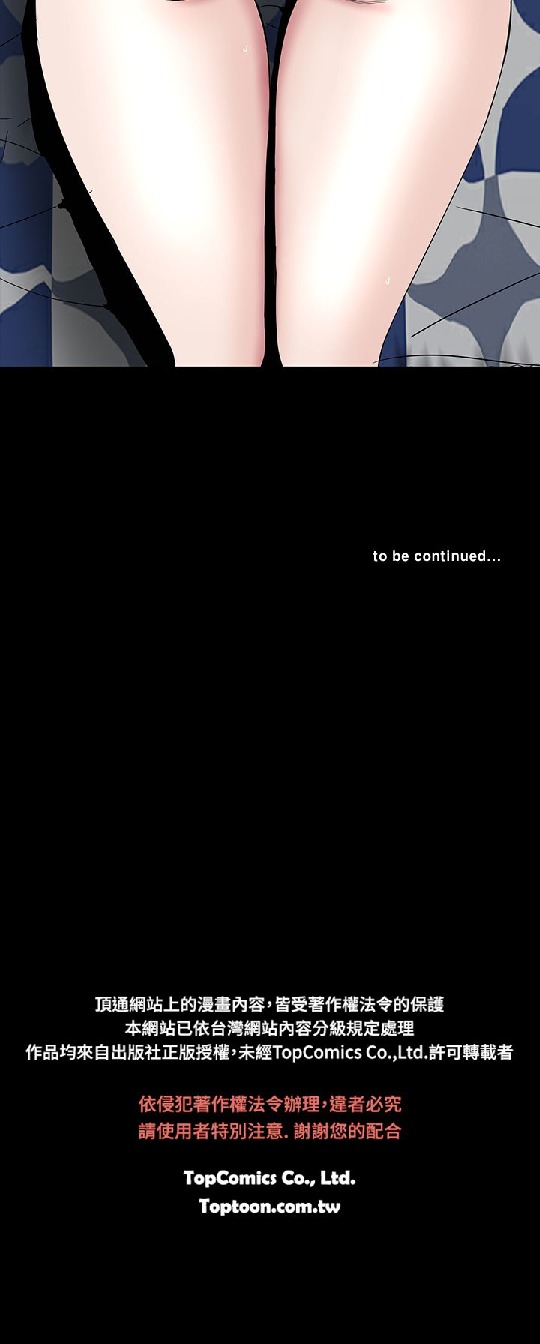 to be continued...
頂通網站上的漫畫內容，皆受著作權法令的保護
本網站已依台灣網站內容分級規定處理
作品均來自出版社正版授權，未經TopComics Co.,Ltd.許可轉載者
依侵犯著作權法令辦理，違者必究
請使用者特別注意. 謝謝您的配合
TopComics Co., Ltd.
Toptoon.com.tw